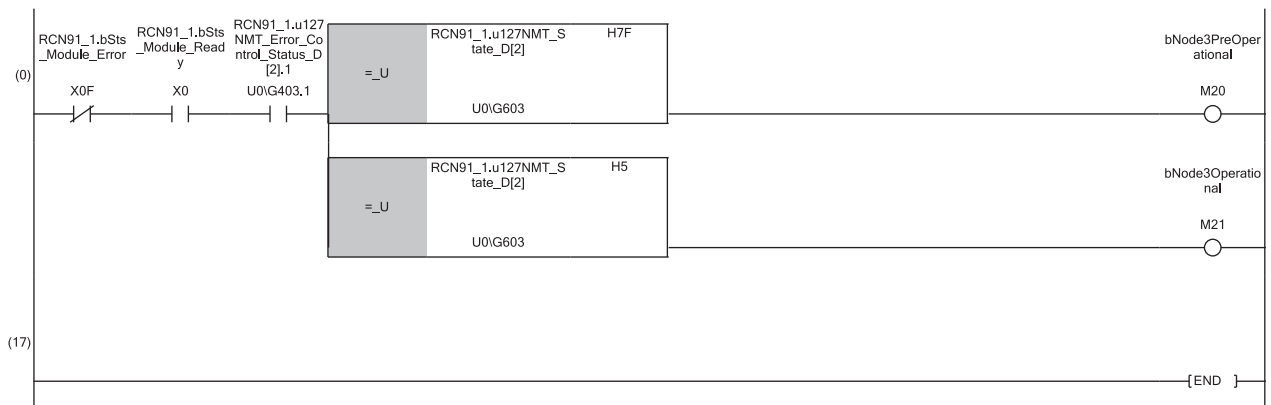 RCN91_1.bSts
_Module_Error
RCN91_1.bSts
_Module_Read
y
RCN91_1.u127
NMT_Error_Co
ntrol_Status_D
[2].1
RCN91_1.u127NMT_S
tate_D[2]
H7F
bNode3PreOper
ational
(0)
=_U
X0F
X0
U0\G403.1
U0\G603
M20
RCN91_1.u127NMT_S
tate_D[2]
H5
bNode3Operatio
nal
=_U
U0\G603
M21
(17)
[END ]